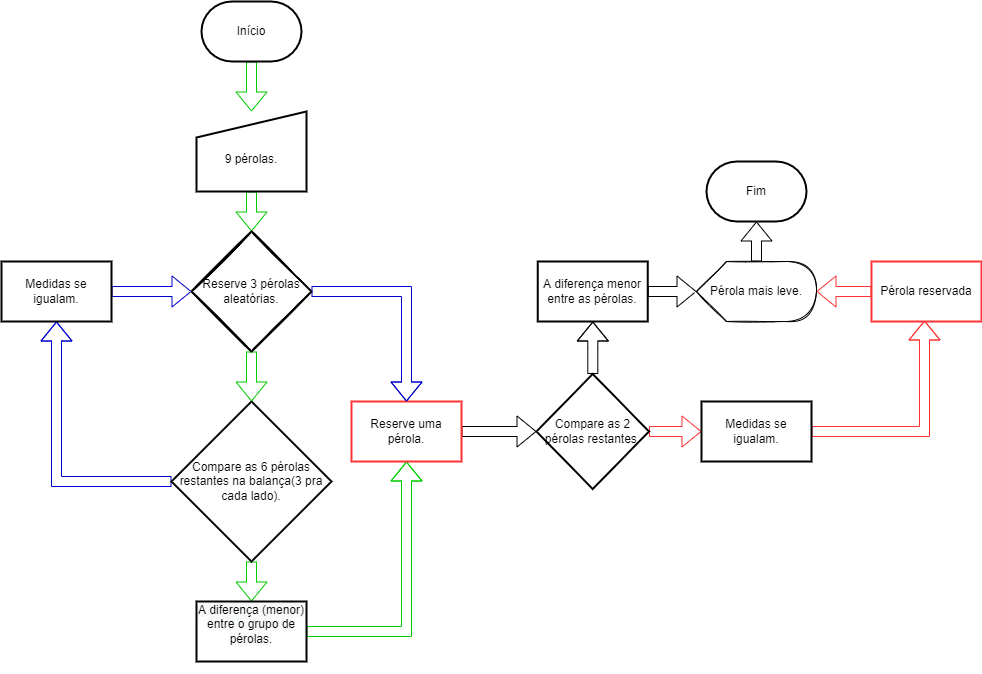 Início
9 pérolas.
Fim
Medidas se
igualam.
Reserve 3 pérolas
aleatórias.
A diferença menor
entre as pérolas.
Pérola mais leve.
Pérola reservada
Reserve uma
pérola.
Compare as 2
pérolas restantes
Medidas se
igualam.
Compare as 6 pérolas
restantes na balança(3 pra
cada lado).
A diferença (menor)
entre o grupo de
pérolas.